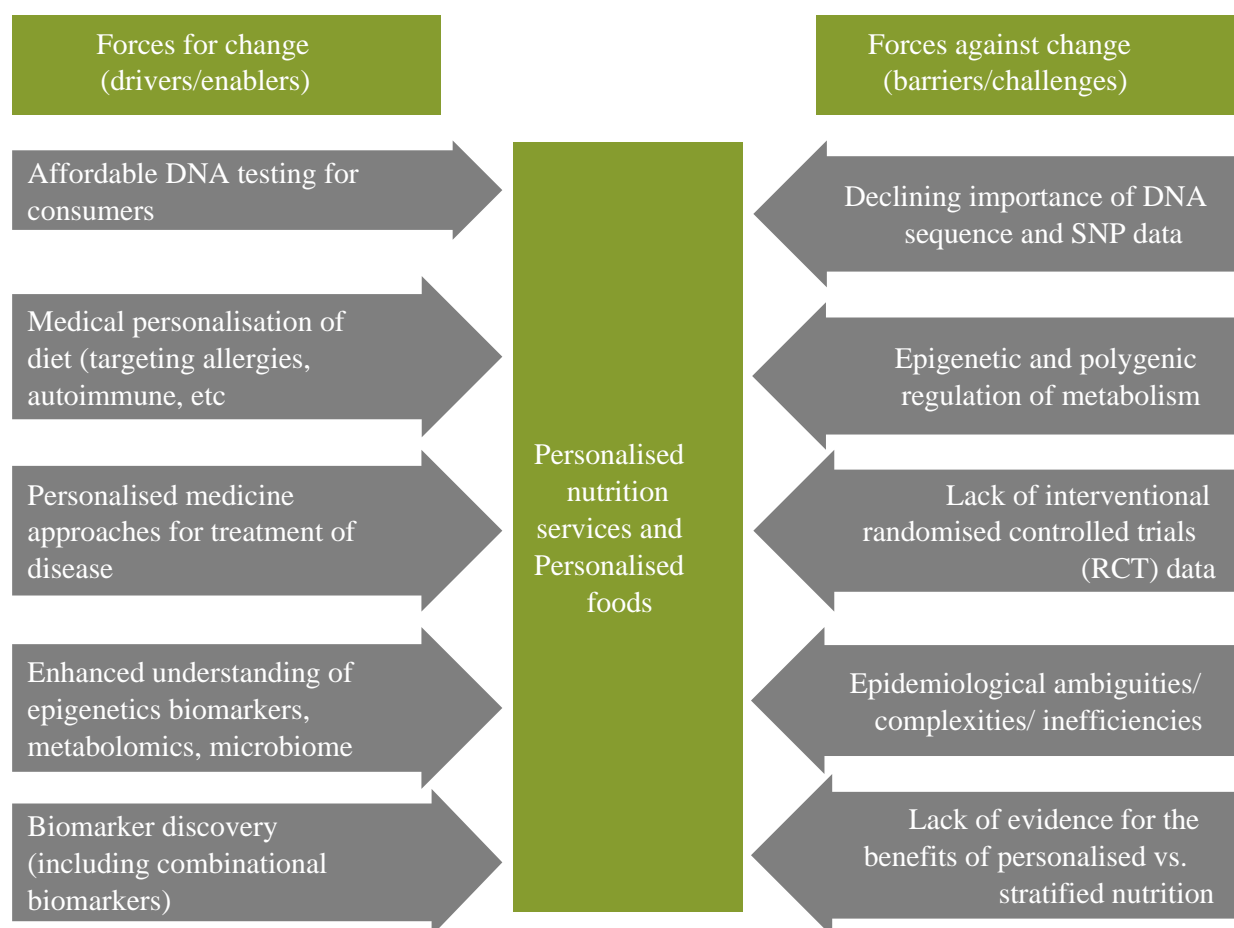 Forces for change
(drivers/enablers)
Forces against change
(barriers/challenges)
Affordable DNA testing for
consumers
Medical personalisation of
diet (targeting allergies,
autoimmune, etc
Personalised medicine
approaches for treatment of
disease
Enhanced understanding of
epigenetics biomarkers,
metabolomics, microbiome
Biomarker discovery
(including combinational
biomarkers)
Personalised
nutrition
services and
Personalised
foods
Declining importance of DNA
sequence and SNP data
Epigenetic and polygenic
regulation of metabolism
Lack of interventional
randomised controlled trials
(RCT) data
Epidemiological ambiguities/
complexities/ inefficiencies
Lack of evidence for the
benefits of personalised vs.
stratified nutrition